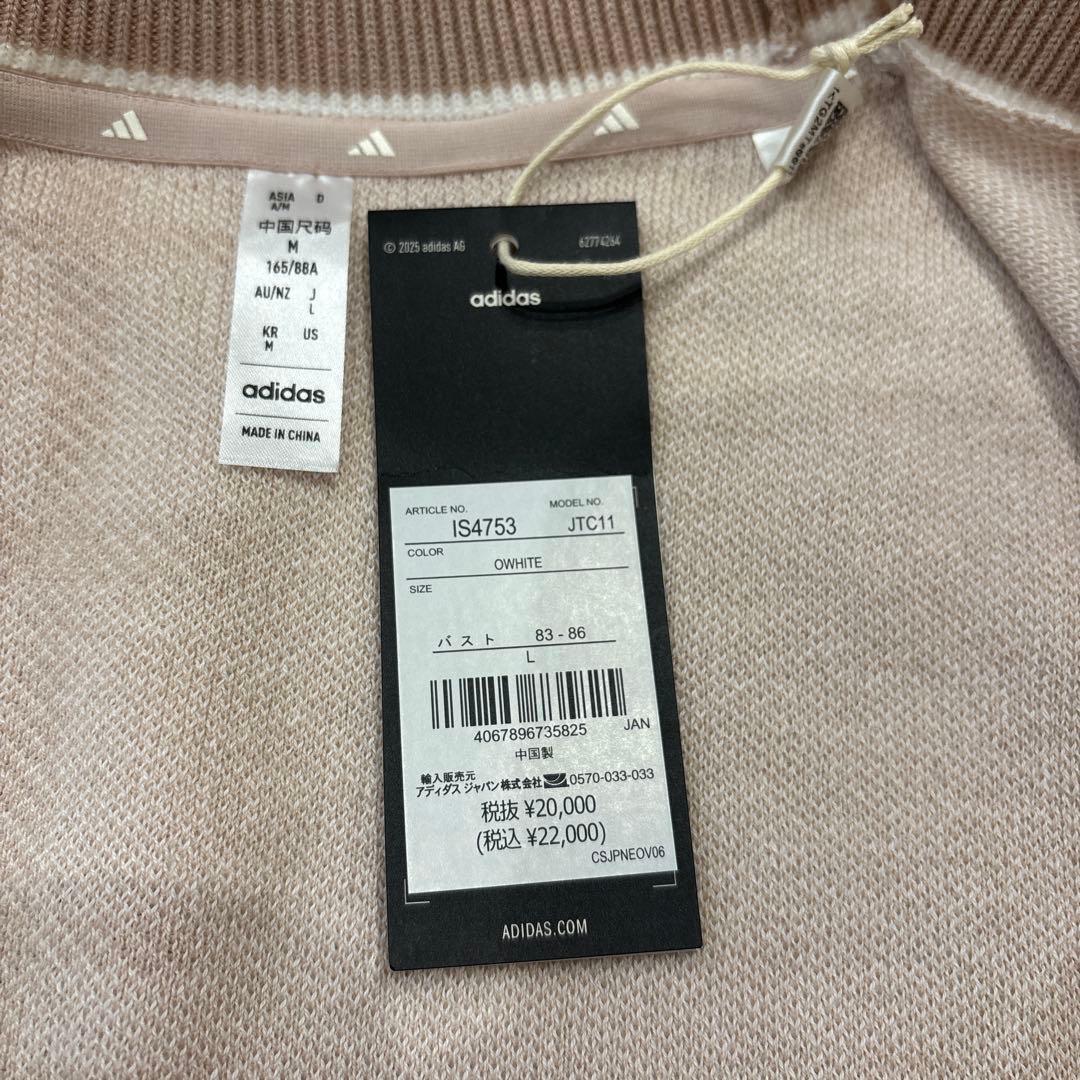 ASIA D
A/M
中国尺码
M
165/88A
AU/NZ J
L
KR US
M
adidas
MADE IN CHINA
© 2025 adidas AG 62774264
adidas
ARTICLE NO. MODEL NO.
IS4753 JTC11
COLOR
OWHITE
SIZE
バスト 83-86
L
4067896735825 JAN
中国製
輸入販売元
アディダス ジャパン株式会社 0570-033-033
税抜 ¥20,000
(税込 ¥22,000)
CSJPNEOV06
ADIDAS.COM